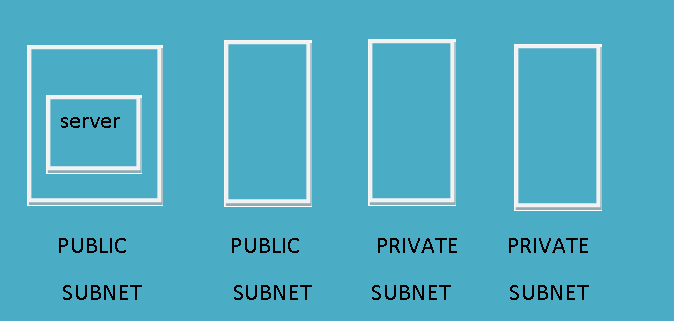 server
PUBLIC PUBLIC PRIVATE PRIVATE
SUBNET SUBNET SUBNET SUBNET